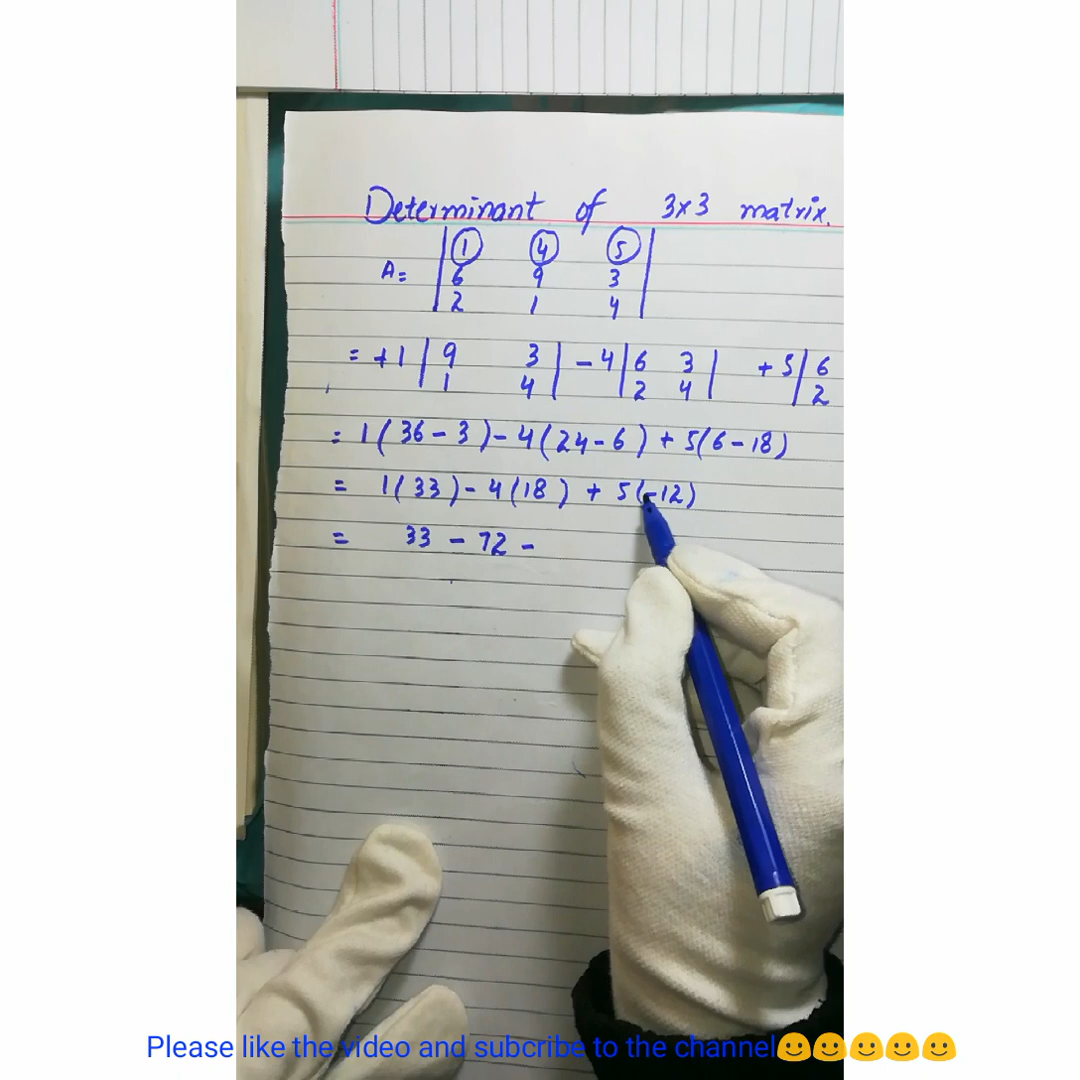 Determinant of 3×3 matrix.
A= | 1 4 5 |
6 9 3
2 1 4
= +1 | 9 3 | - 4 | 6 3 | + 5 | 6
1 4 2 4 2
= 1(36-3)-4(24-6)+5(6-18)
= 1(33)-4(18)+5(-12)
= 33-72-
Please like the video and subcribe to the channel🙂🙂🙂🙂🙂